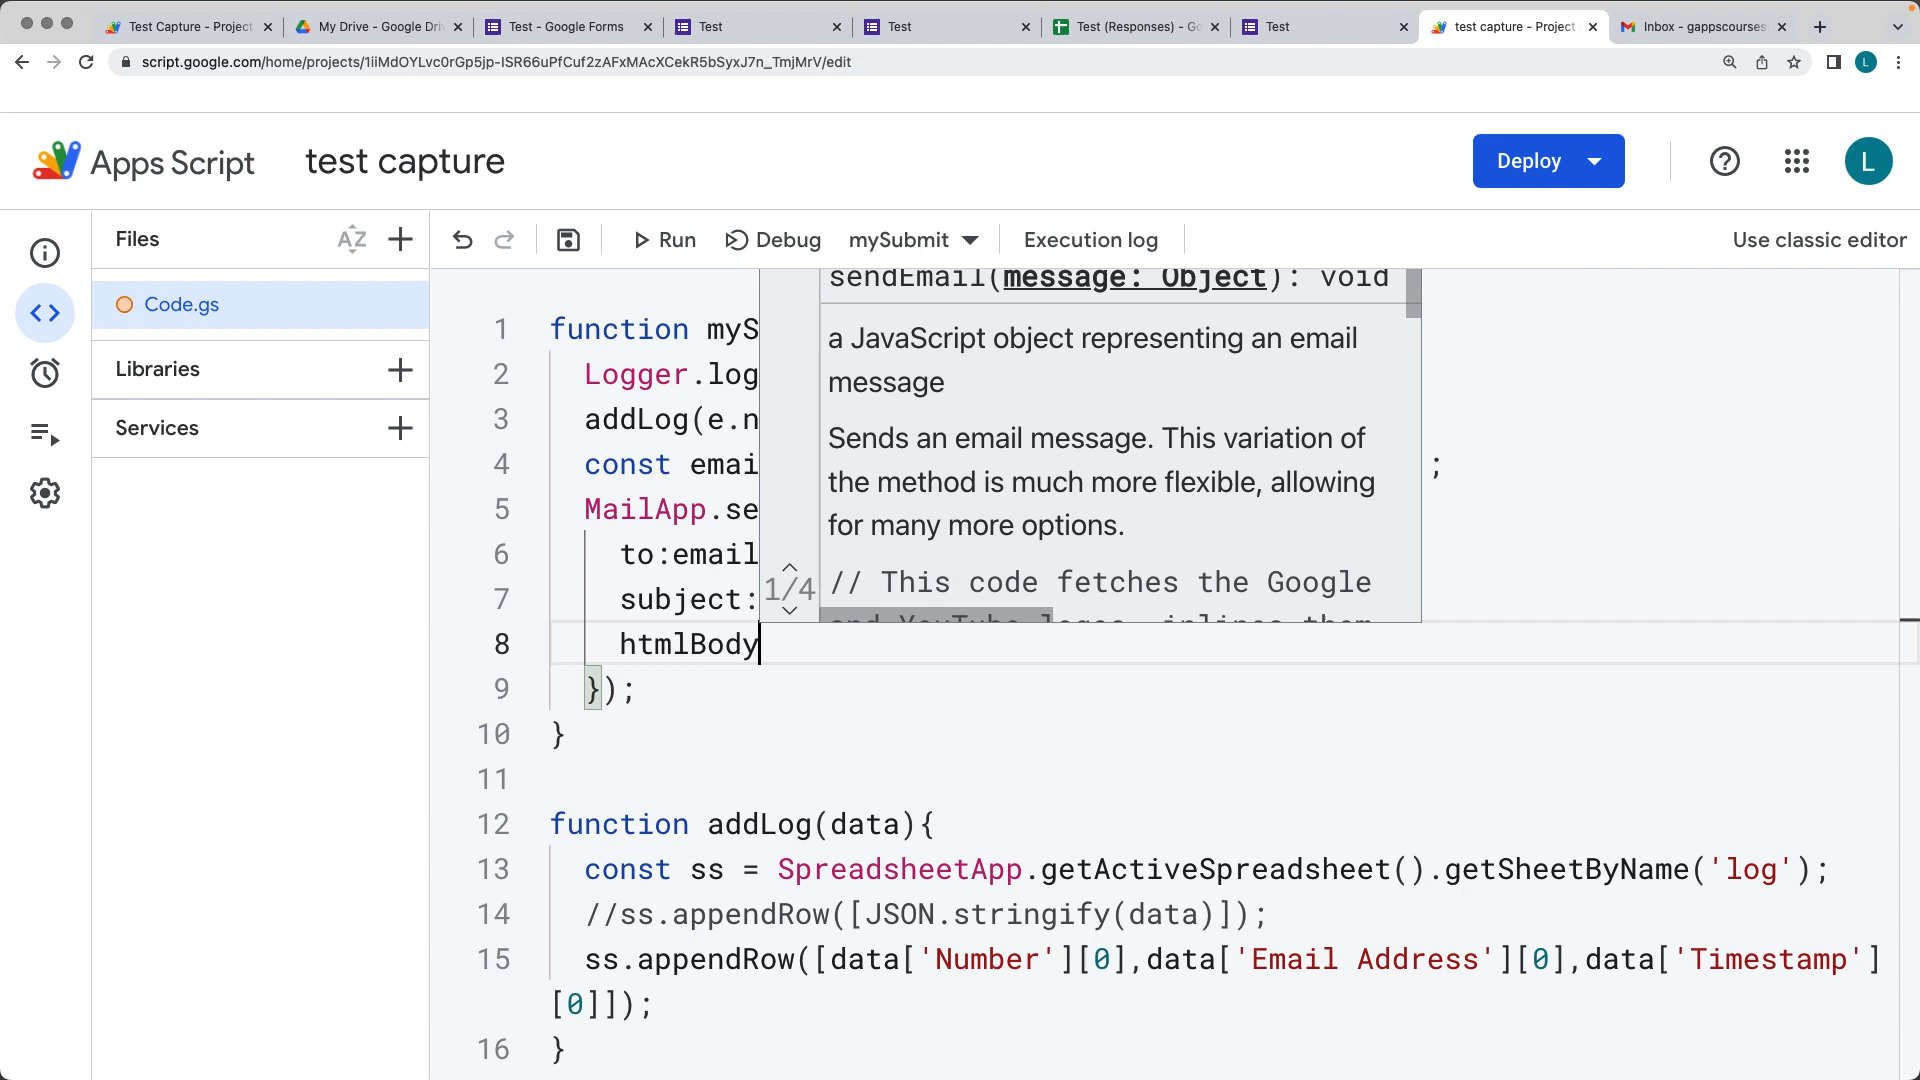 Test Capture - Project
My Drive - Google Dri
Test - Google Forms
Test
Test
Test (Responses) - Go
Test
test capture - Project
Inbox - gappscourses
script.google.com/home/projects/1iiMdOYLvc0rGp5jp-ISR66uPfCuf2zAFxMAcXCekR5bSyxJ7n_TmjMrV/edit
L
Apps Script
test capture
Deploy
L
Files
AZ
Run
Debug
mySubmit
Execution log
Use classic editor
Code.gs
Libraries
Services
sendEmail(message: Object): void
a JavaScript object representing an email
message
Sends an email message. This variation of
the method is much more flexible, allowing
for many more options.
// This code fetches the Google
and YouTube logos, inlines them
1/4
1 function myS
2 Logger.log
3 addLog(e.n
4 const emai ;
5 MailApp.se
6 to:email
7 subject:
8 htmlBody
9 });
10 }
11
12 function addLog(data){
13 const ss = SpreadsheetApp.getActiveSpreadsheet().getSheetByName('log');
14 //ss.appendRow([JSON.stringify(data)]);
15 ss.appendRow([data['Number'][0],data['Email Address'][0],data['Timestamp']
[0]]);
16 }